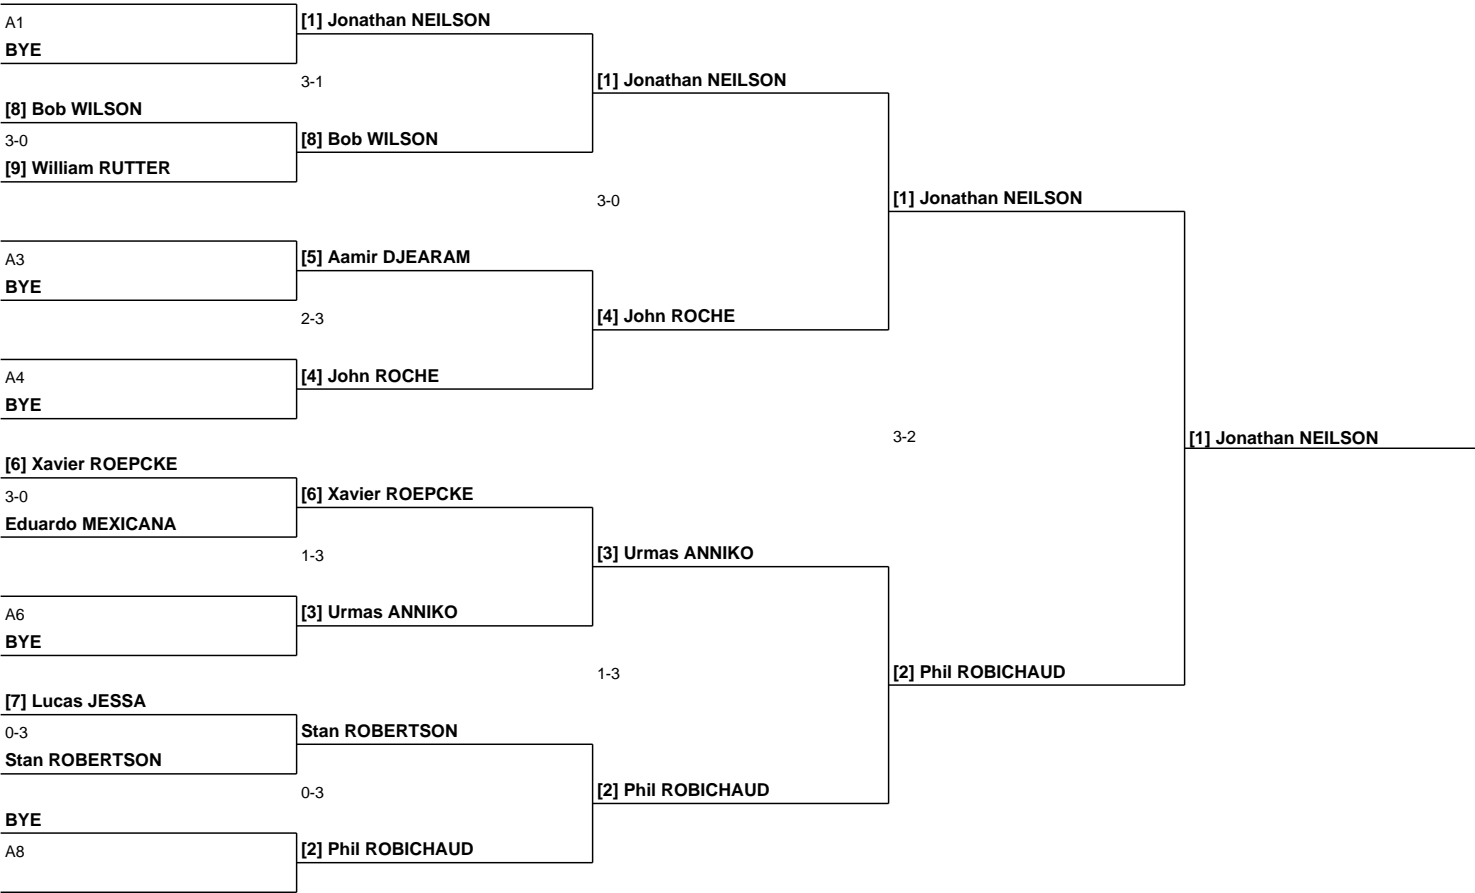 A1
BYE
[1] Jonathan NEILSON
3-1
[8] Bob WILSON
3-0
[9] William RUTTER
[8] Bob WILSON
[1] Jonathan NEILSON
3-0
A3
BYE
[5] Aamir DJEARAM
2-3
A4
BYE
[4] John ROCHE
[4] John ROCHE
[1] Jonathan NEILSON
3-2
[6] Xavier ROEPCKE
3-0
Eduardo MEXICANA
[6] Xavier ROEPCKE
1-3
A6
BYE
[3] Urmas ANNIKO
[3] Urmas ANNIKO
1-3
[7] Lucas JESSA
0-3
Stan ROBERTSON
Stan ROBERTSON
0-3
BYE
A8
[2] Phil ROBICHAUD
[2] Phil ROBICHAUD
[2] Phil ROBICHAUD
[1] Jonathan NEILSON